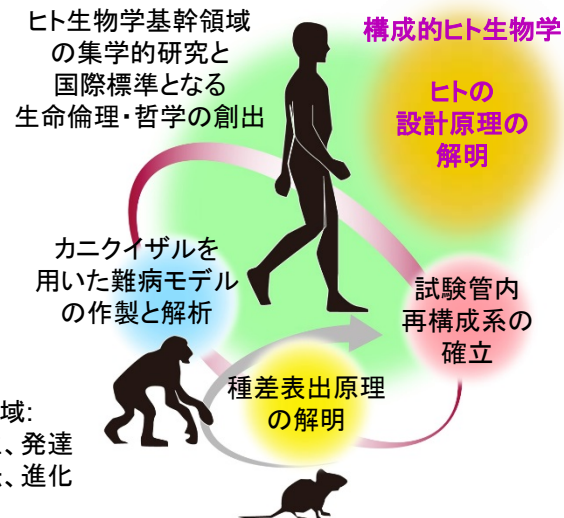 ヒト生物学基幹領域
の集学的研究と
国際標準となる
生命倫理・哲学の創出
構成的ヒト生物学
ヒトの
設計原理の
解明
カニクイザルを
用いた難病モデル
の作製と解析
試験管内
再構成系の
確立
種差表出原理
の解明
域:
、発達
、進化